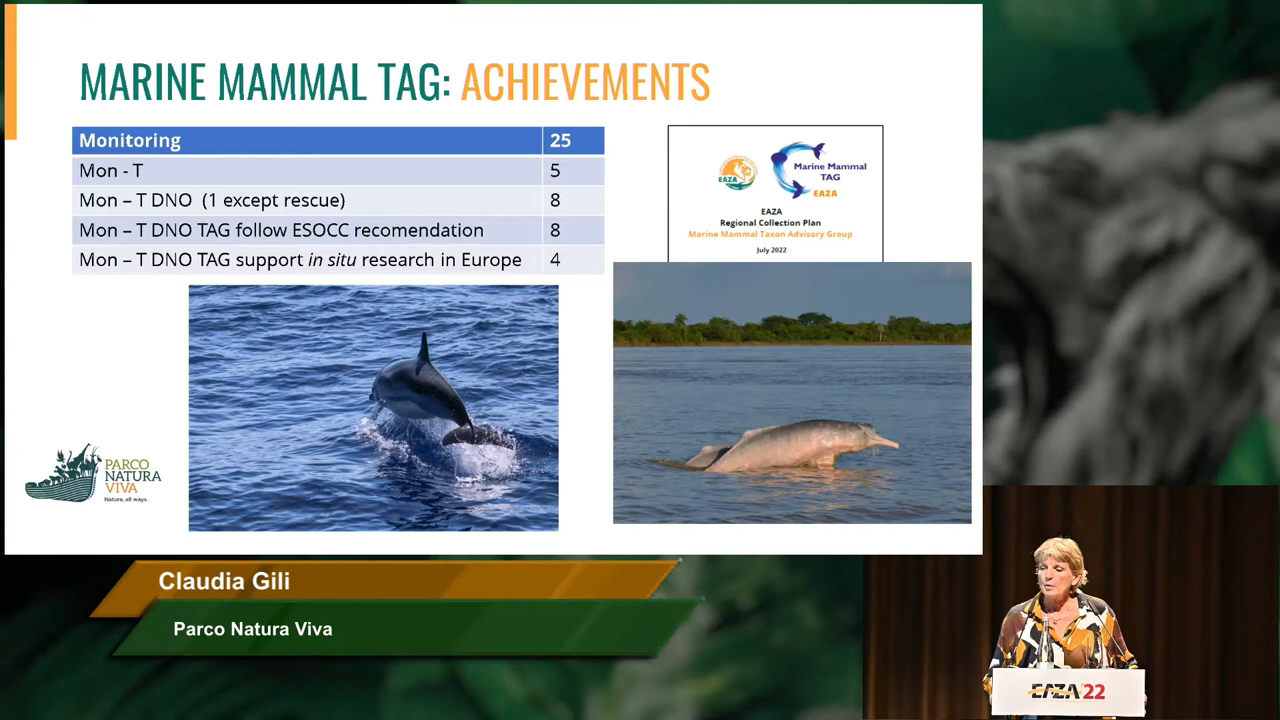 MARINE MAMMAL TAG: ACHIEVEMENTS
Monitoring 25
Mon - T 5
Mon – T DNO (1 except rescue) 8
Mon – T DNO TAG follow ESOCC recomendation 8
Mon – T DNO TAG support in situ research in Europe 4
EAZA
Marine Mammal
TAG
EAZA
EAZA
Regional Collection Plan
Marine Mammal Taxon Advisory Group
July 2022
PARCO
NATURA
VIVA
Nature, all ways.
Claudia Gili
Parco Natura Viva
EAZA 22